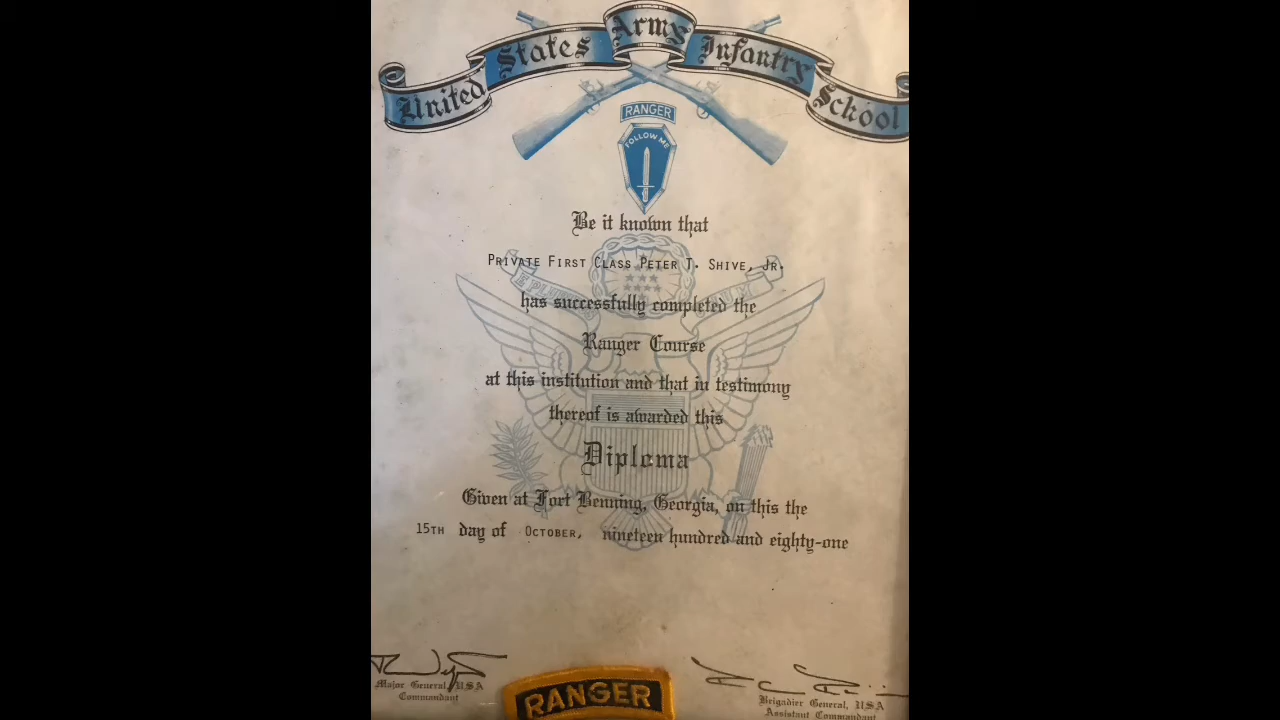 United States Army Infantry School
RANGER
FOLLOW ME
Be it known that
PRIVATE FIRST CLASS PETER T. SHIVE, JR.
has successfully completed the
Ranger Course
at this institution and that in testimony
thereof is awarded this
Diploma
Given at Fort Benning, Georgia, on this the
15TH day of OCTOBER, nineteen hundred and eighty-one
Major General, USA
Commandant
Brigadier General, USA
Assistant Commandant
RANGER